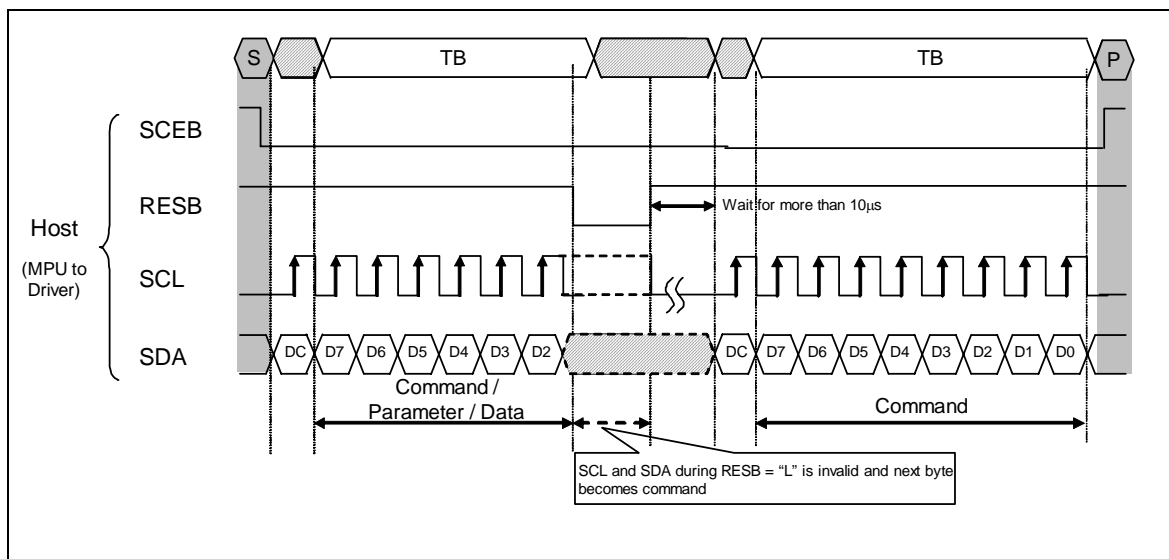 S TB TB P
SCEB
RESB
Wait for more than 10µs
Host
(MPU to
Driver)
SCL
SDA
DC D7 D6 D5 D4 D3 D2 DC D7 D6 D5 D4 D3 D2 D1 D0
Command /
Parameter / Data
Command
SCL and SDA during RESB = “L” is invalid and next byte
becomes command